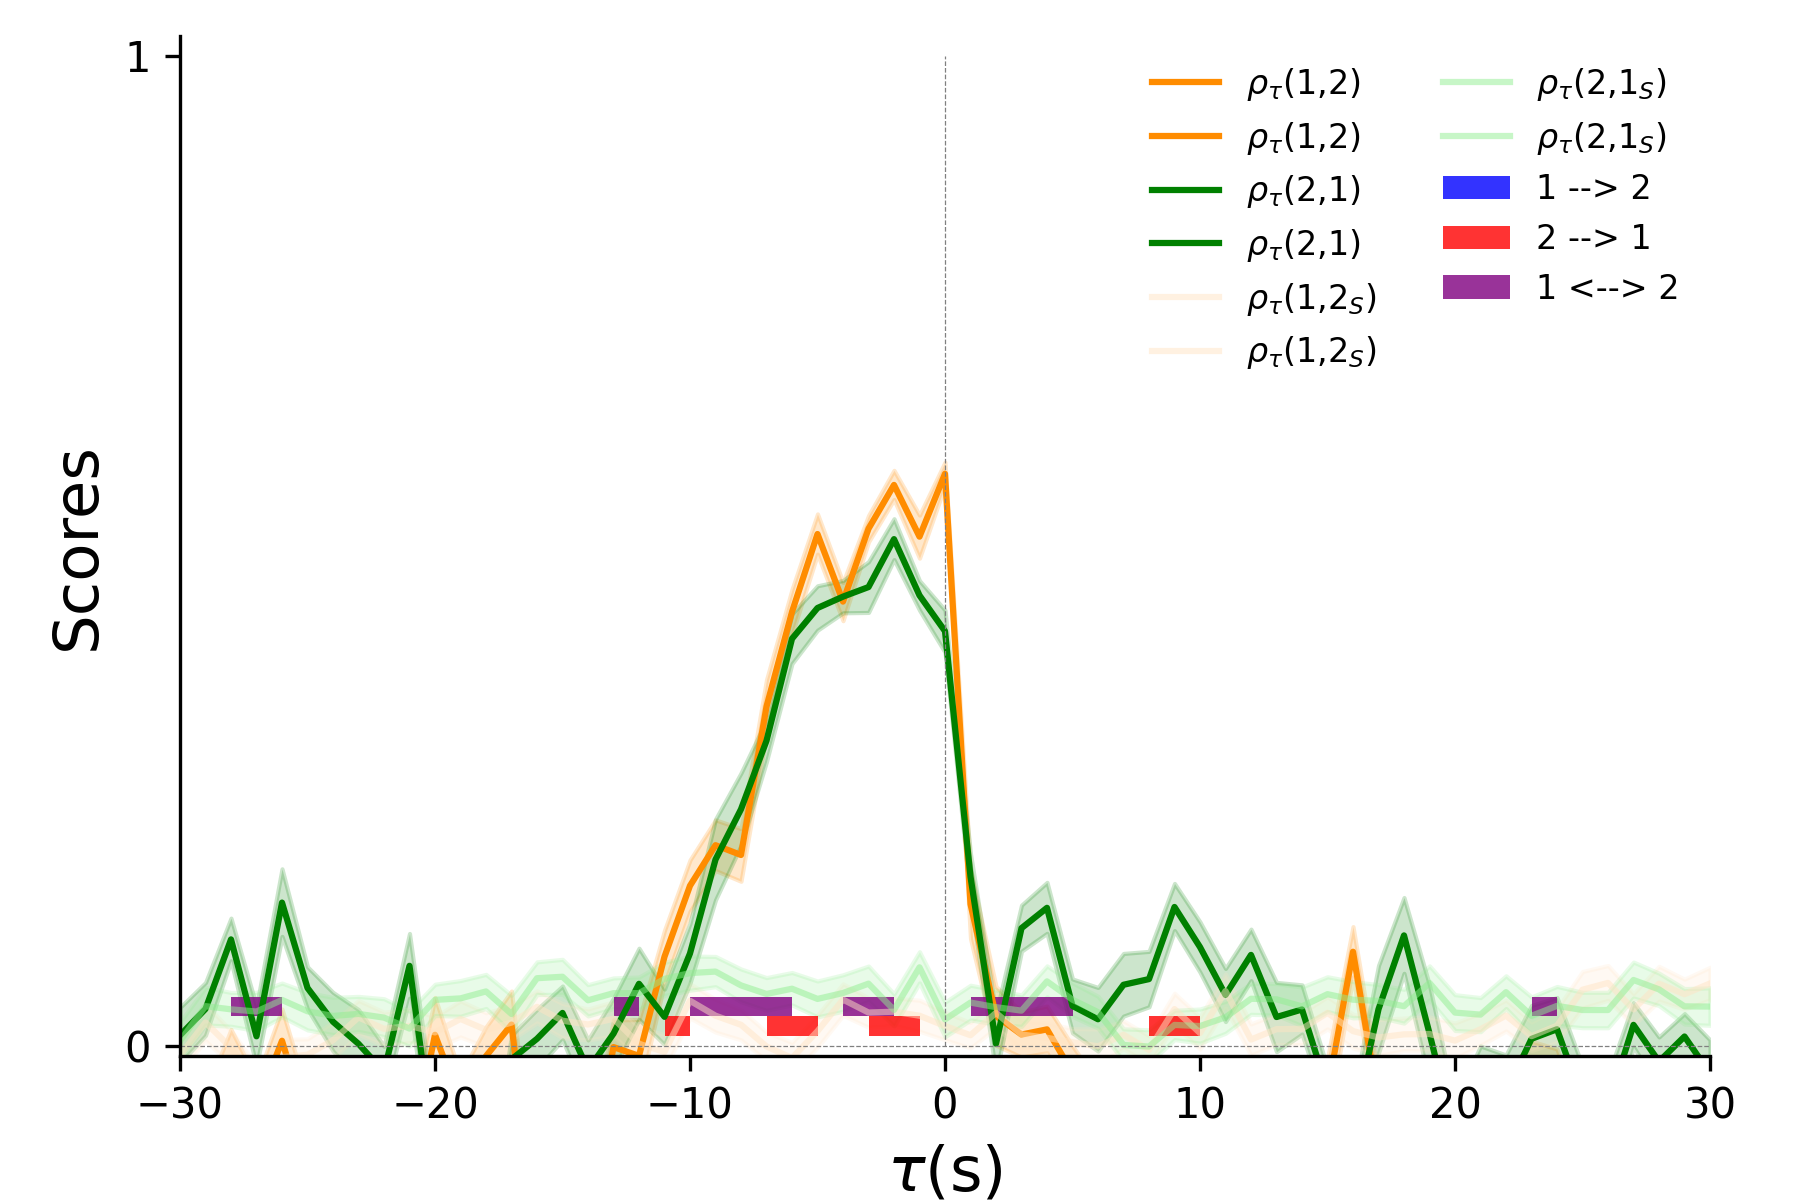 1
ρτ(1,2)
ρτ(1,2)
ρτ(2,1)
ρτ(2,1)
ρτ(1,2S)
ρτ(1,2S)
ρτ(2,1S)
ρτ(2,1S)
1 --> 2
2 --> 1
1 <--> 2
Scores
0
−30 −20 −10 0 10 20 30
τ(s)